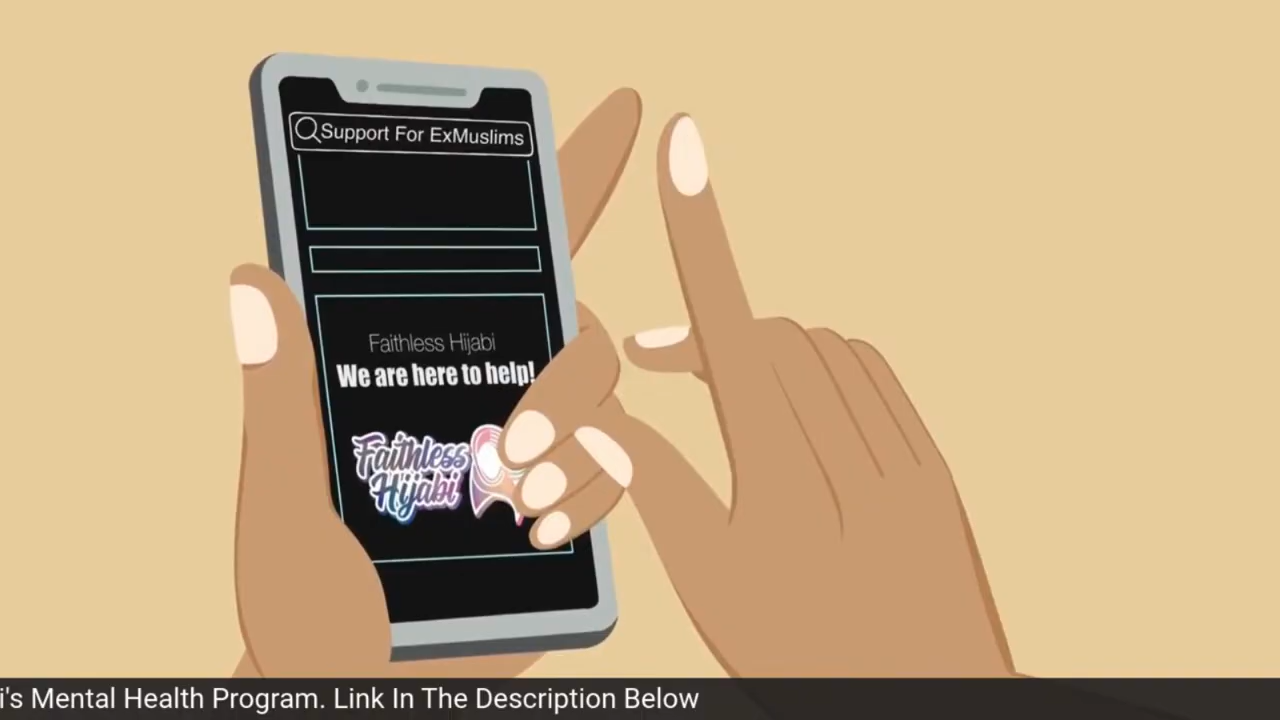 Support For ExMuslims
Faithless Hijabi
We are here to help!
Faithless
Hijabi
i's Mental Health Program. Link In The Description Below